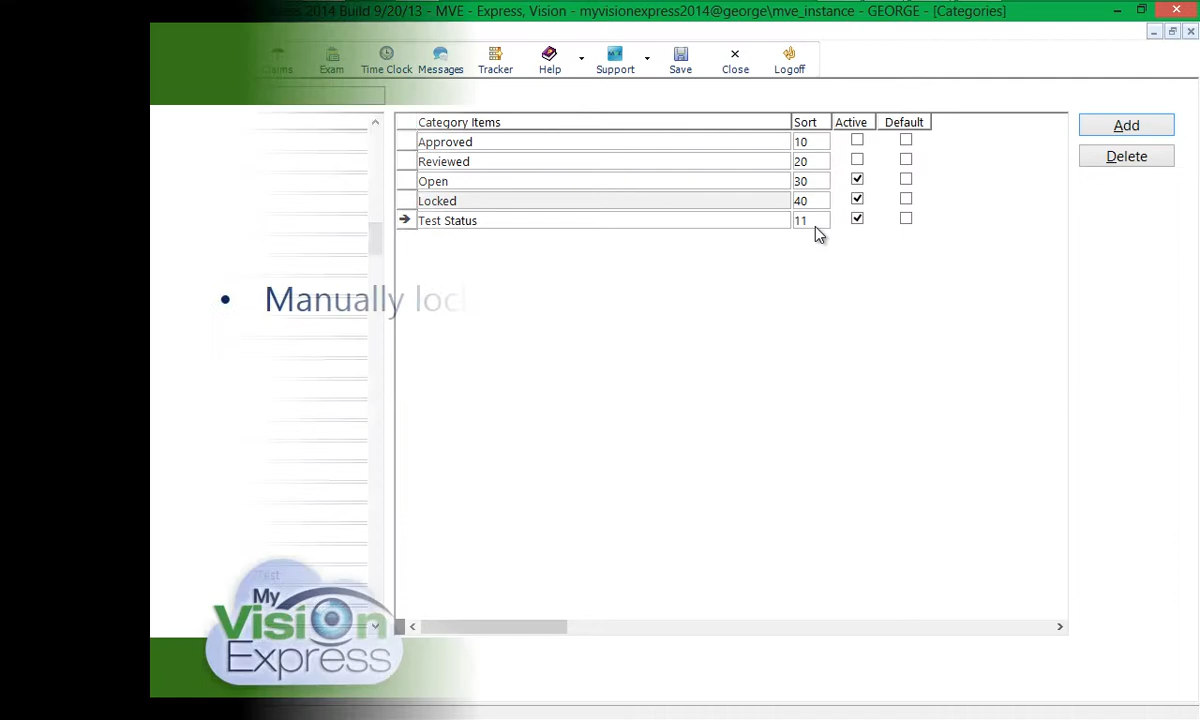 2014 Build 9/20/13 - MVE - Express, Vision - myvisionexpress2014@george\mve_instance - GEORGE - [Categories]
Claims Exam Time Clock Messages Tracker Help Support Save Close Logoff
Category Items Sort Active Default
Add
Approved 10
Delete
Reviewed 20
Open 30
Locked 40
Test Status 11
• Manually lock
Test
My
Vision
Express